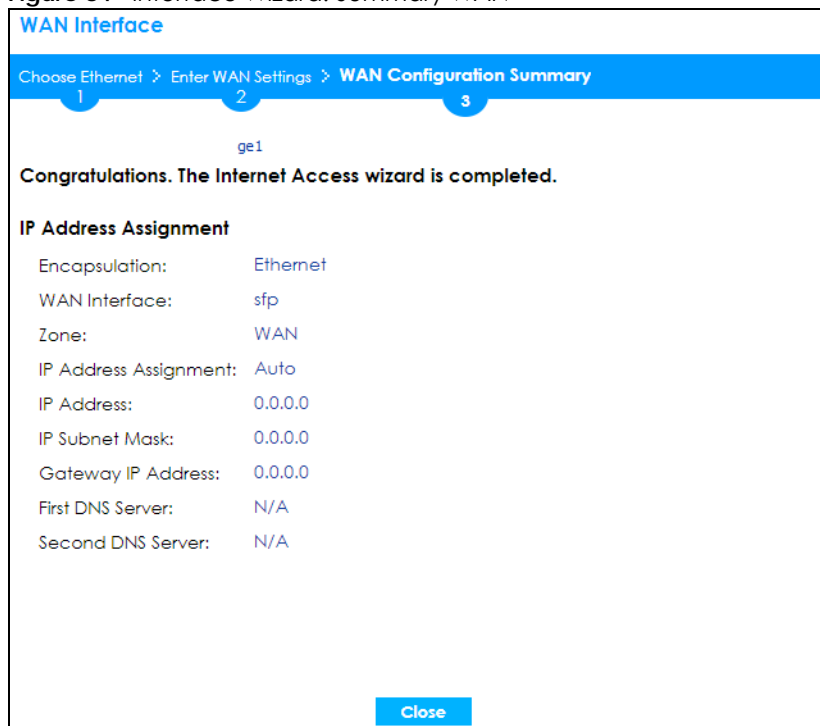 WAN Interface
Choose Ethernet > Enter WAN Settings > WAN Configuration Summary
1 2 3
ge1
Congratulations. The Internet Access wizard is completed.
IP Address Assignment
Encapsulation: Ethernet
WAN Interface: sfp
Zone: WAN
IP Address Assignment: Auto
IP Address: 0.0.0.0
IP Subnet Mask: 0.0.0.0
Gateway IP Address: 0.0.0.0
First DNS Server: N/A
Second DNS Server: N/A
Close